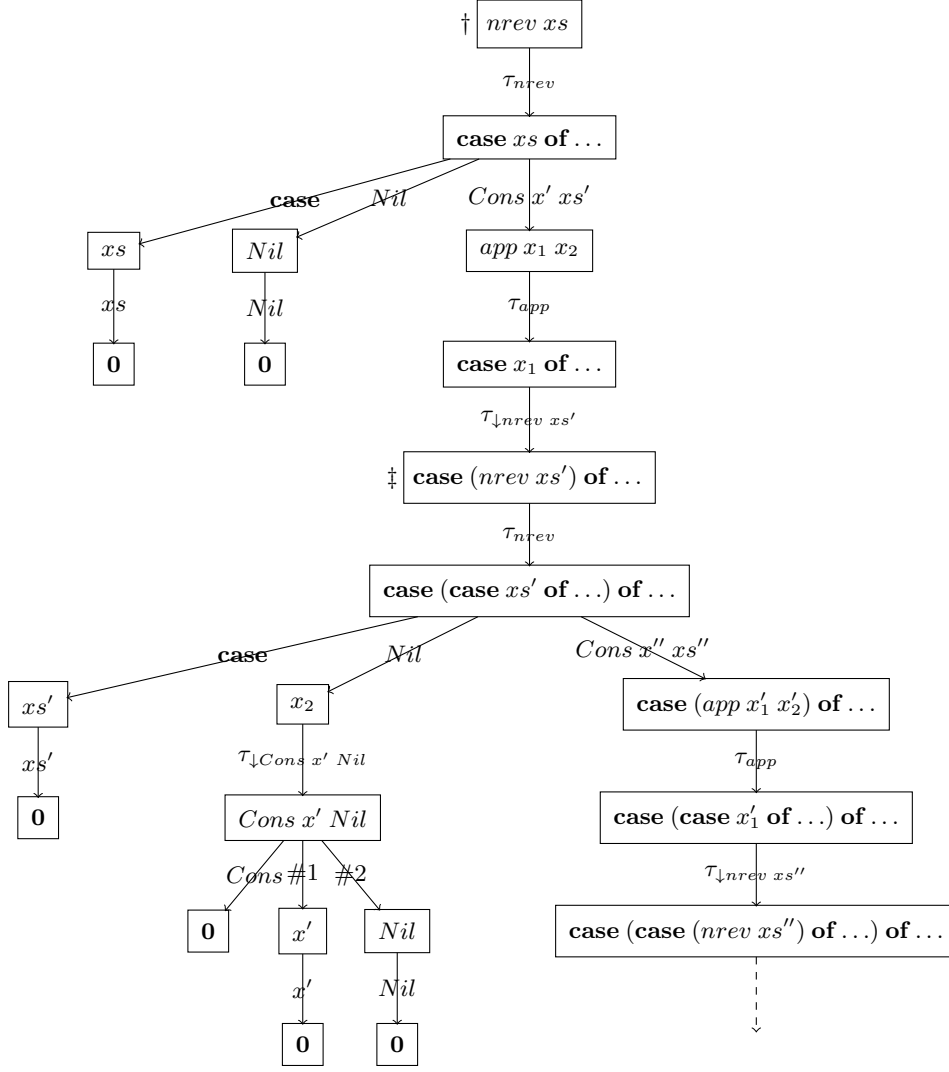 † nrev xs
τnrev
case xs of …
case Nil Cons x′ xs′
xs Nil app x₁ x₂
xs Nil τapp
0 0 case x₁ of …
τ↓nrev xs′
‡ case (nrev xs′) of …
τnrev
case (case xs′ of …) of …
case Nil Cons x′′ xs′′
xs′ x₂ case (app x′₁ x′₂) of …
xs′ τ↓Cons x′ Nil τapp
0 Cons x′ Nil case (case x′₁ of …) of …
Cons #1 #2 τ↓nrev xs′′
0 x′ Nil case (case (nrev xs′′) of …) of …
x′ Nil
0 0